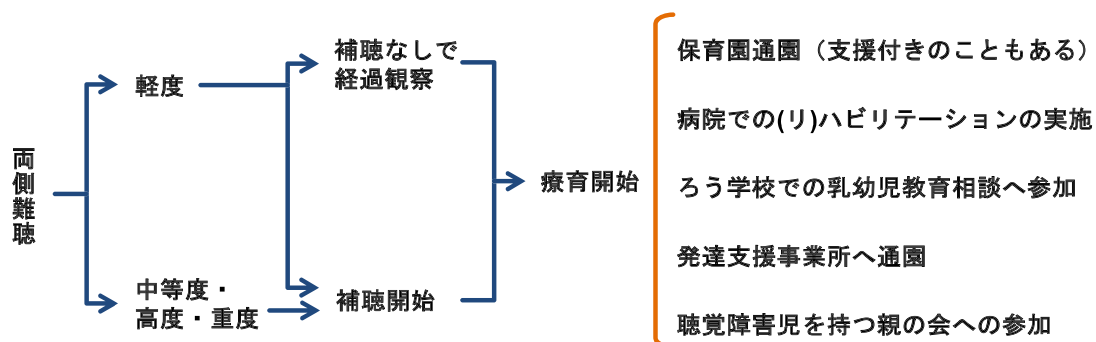 両側難聴
軽度
中等度・
高度・重度
補聴なしで
経過観察
補聴開始
療育開始
保育園通園（支援付きのこともある）
病院での(リ)ハビリテーションの実施
ろう学校での乳幼児教育相談へ参加
発達支援事業所へ通園
聴覚障害児を持つ親の会への参加